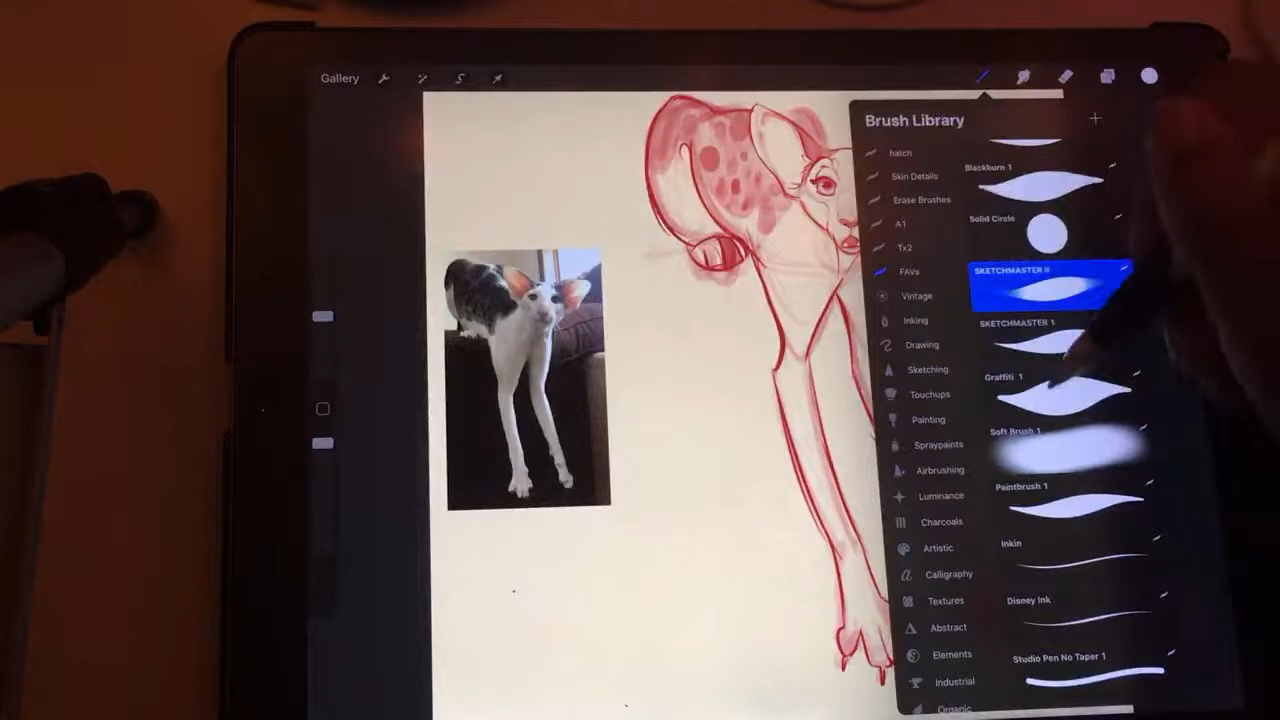 Gallery
Brush Library
hatch
Skin Details
Erase Brushes
A1
Tx2
FAVs
Vintage
Inking
Drawing
Sketching
Touchups
Painting
Spraypaints
Airbrushing
Luminance
Charcoals
Artistic
Calligraphy
Textures
Abstract
Elements
Industrial
Organic
Blackburn 1
Solid Circle
SKETCHMASTER II
SKETCHMASTER 1
Graffiti 1
Soft Brush 1
Paintbrush 1
Inkin
Disney Ink
Studio Pen No Taper 1